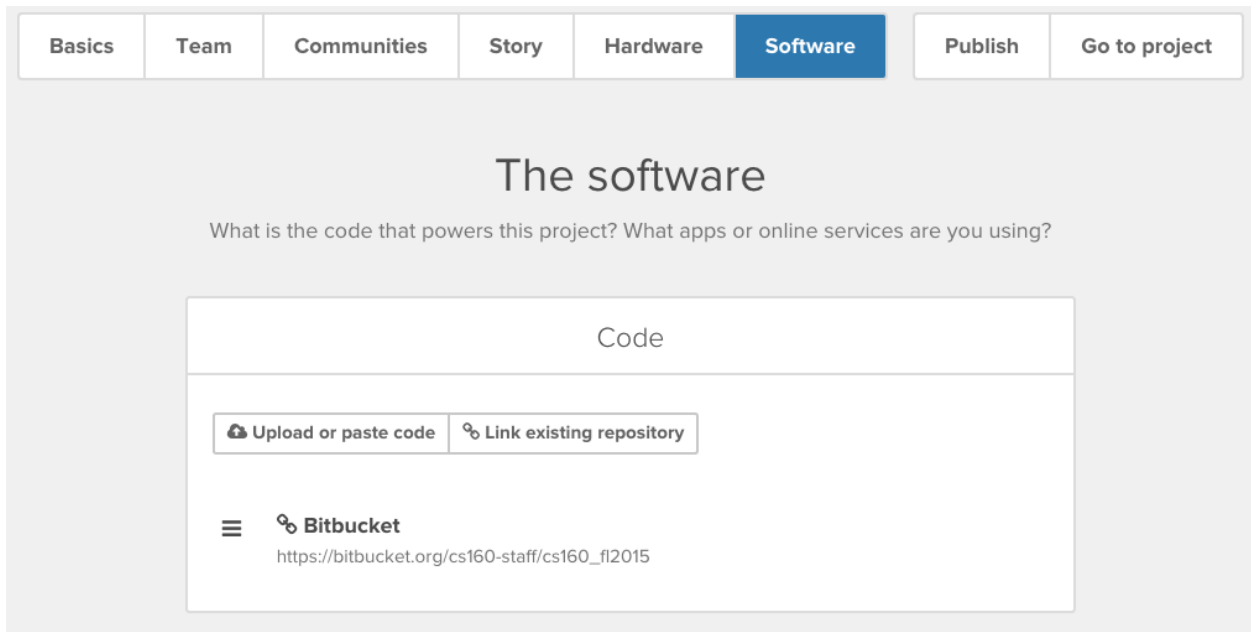 Basics Team Communities Story Hardware Software Publish Go to project
The software
What is the code that powers this project? What apps or online services are you using?
Code
Upload or paste code Link existing repository
Bitbucket
https://bitbucket.org/cs160-staff/cs160_fl2015